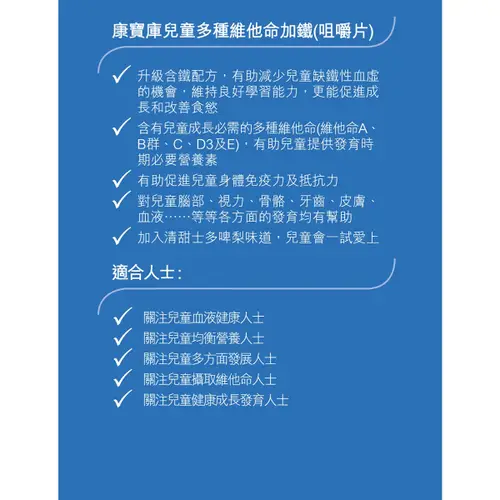 康寶庫兒童多種維他命加鐵(咀嚼片)
升級含鐵配方，有助減少兒童缺鐵性血虛
的機會，維持良好學習能力，更能促進成
長和改善食慾
含有兒童成長必需的多種維他命(維他命A、
B群、C、D3及E)，有助兒童提供發育時
期必要營養素
有助促進兒童身體免疫力及抵抗力
對兒童腦部、視力、骨骼、牙齒、皮膚、
血液⋯⋯等等各方面的發育均有幫助
加入清甜士多啤梨味道，兒童會一試愛上
適合人士：
關注兒童血液健康人士
關注兒童均衡營養人士
關注兒童多方面發展人士
關注兒童攝取維他命人士
關注兒童健康成長發育人士